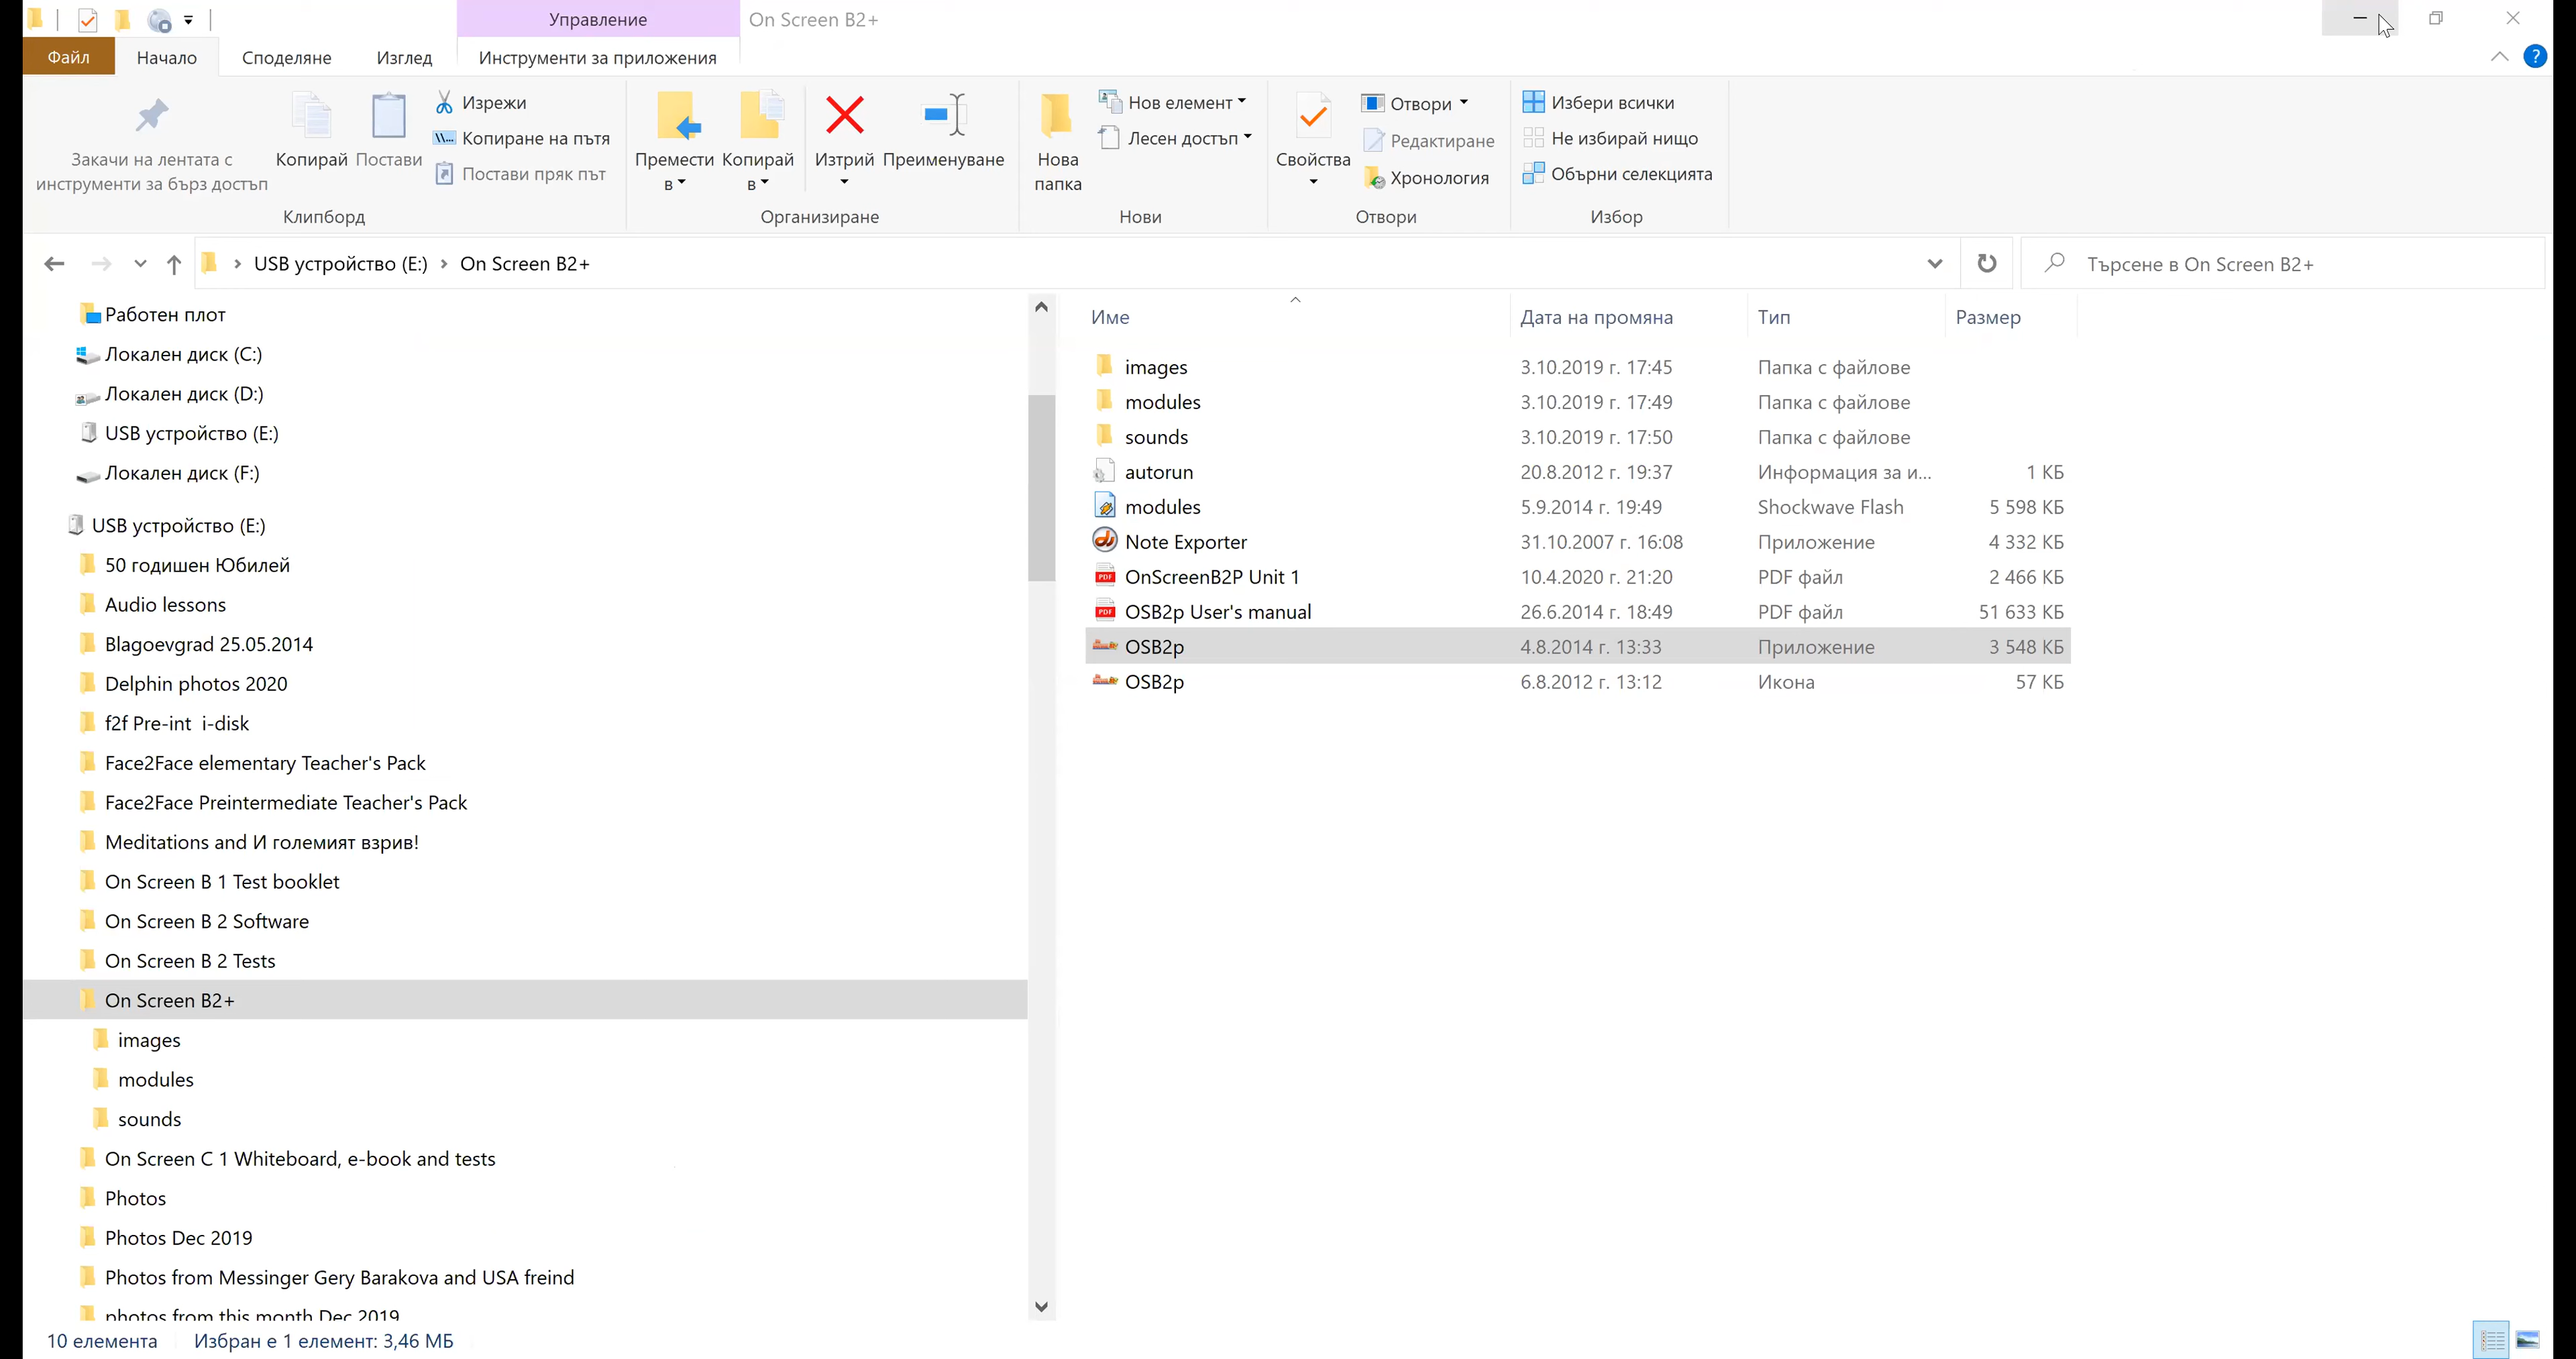 Управление
On Screen B2+
Файл
Начало
Споделяне
Изглед
Инструменти за приложения
Закачи на лентата с
инструменти за бърз достъп
Копирай
Постави
Изрежи
Копиране на пътя
Постави пряк път
Клипборд
Премести
в
Копирай
в
Изтрий
Преименуване
Организиране
Нова
папка
Нов елемент
Лесен достъп
Нови
Свойства
Отвори
Редактиране
Хронология
Отвори
Избери всички
Не избирай нищо
Обърни селекцията
Избор
USB устройство (E:) › On Screen B2+
Търсене в On Screen B2+
Работен плот
Локален диск (C:)
Локален диск (D:)
USB устройство (E:)
Локален диск (F:)
USB устройство (E:)
50 годишен Юбилей
Audio lessons
Blagoevgrad 25.05.2014
Delphin photos 2020
f2f Pre-int  i-disk
Face2Face elementary Teacher's Pack
Face2Face Preintermediate Teacher's Pack
Meditations and И големият взрив!
On Screen B 1 Test booklet
On Screen B 2 Software
On Screen B 2 Tests
On Screen B2+
images
modules
sounds
On Screen C 1 Whiteboard, e-book and tests
Photos
Photos Dec 2019
Photos from Messinger Gery Barakova and USA freind
photos from this month Dec 2019
Име Дата на промяна Тип Размер
images 3.10.2019 г. 17:45 Папка с файлове
modules 3.10.2019 г. 17:49 Папка с файлове
sounds 3.10.2019 г. 17:50 Папка с файлове
autorun 20.8.2012 г. 19:37 Информация за и... 1 КБ
modules 5.9.2014 г. 19:49 Shockwave Flash 5 598 КБ
Note Exporter 31.10.2007 г. 16:08 Приложение 4 332 КБ
OnScreenB2P Unit 1 10.4.2020 г. 21:20 PDF файл 2 466 КБ
OSB2p User's manual 26.6.2014 г. 18:49 PDF файл 51 633 КБ
OSB2p 4.8.2014 г. 13:33 Приложение 3 548 КБ
OSB2p 6.8.2012 г. 13:12 Икона 57 КБ
10 елемента
Избран е 1 елемент: 3,46 МБ